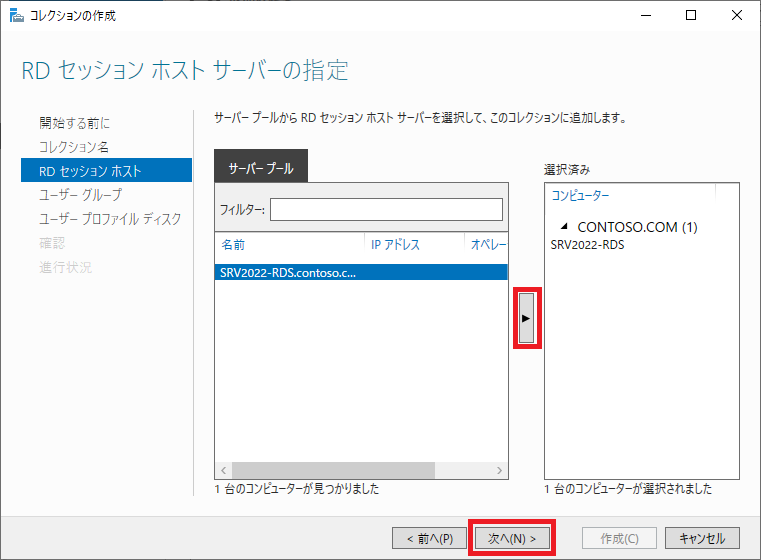 コレクションの作成
RD セッション ホスト サーバーの指定
開始する前に
コレクション名
RD セッション ホスト
ユーザー グループ
ユーザー プロファイル ディスク
確認
進行状況
サーバー プールから RD セッション ホスト サーバーを選択して、このコレクションに追加します。
サーバー プール
フィルター:
名前 IP アドレス オペレー
SRV2022-RDS.contoso.c...
1 台のコンピューターが見つかりました
選択済み
コンピューター
CONTOSO.COM (1)
SRV2022-RDS
1 台のコンピューターが選択されました
< 前へ(P) 次へ(N) > 作成(C) キャンセル